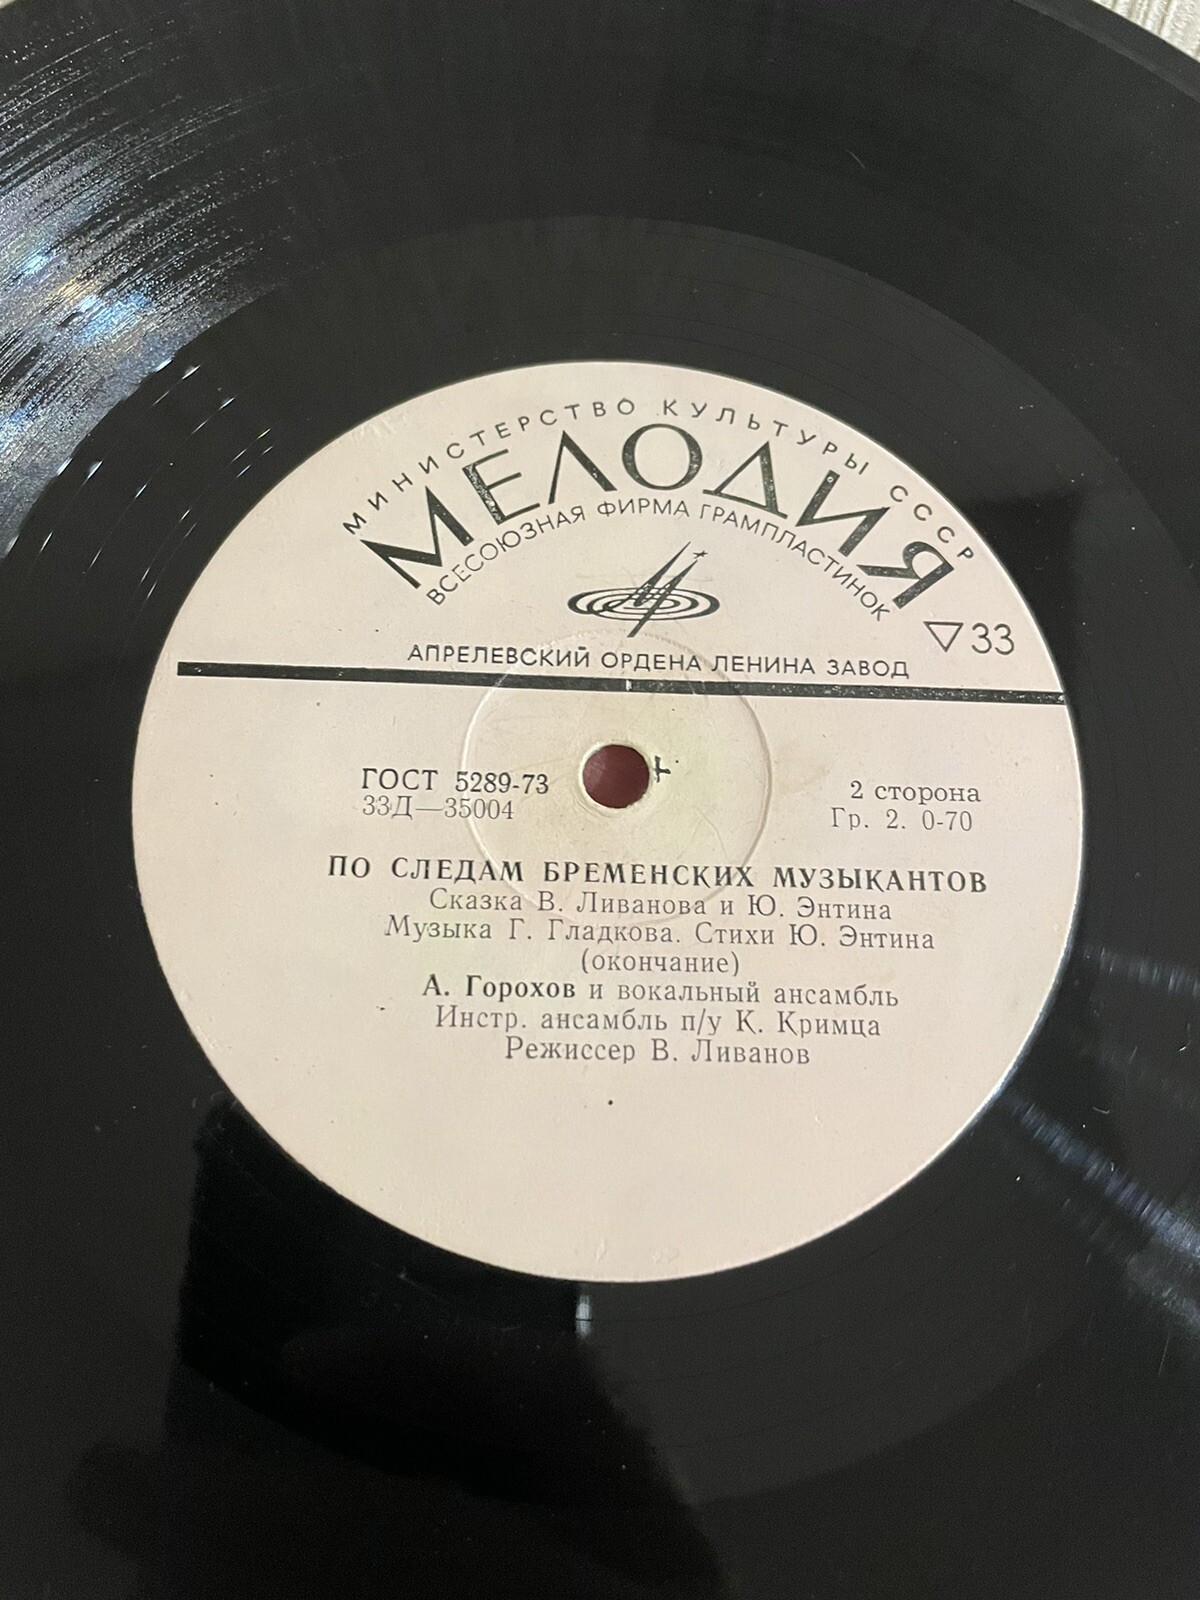 МИНИСТЕРСТВО КУЛЬТУРЫ СССР
МЕЛОДИЯ
ВСЕСОЮЗНАЯ ФИРМА ГРАМПЛАСТИНОК
33
АПРЕЛЕВСКИЙ ОРДЕНА ЛЕНИНА ЗАВОД
ГОСТ 5289-73
33Д—35004
2 сторона
Гр. 2. 0-70
ПО СЛЕДАМ БРЕМЕНСКИХ МУЗЫКАНТОВ
Сказка В. Ливанова и Ю. Энтина
Музыка Г. Гладкова. Стихи Ю. Энтина
(окончание)
А. Горохов и вокальный ансамбль
Инстр. ансамбль п/у К. Кримца
Режиссер В. Ливанов